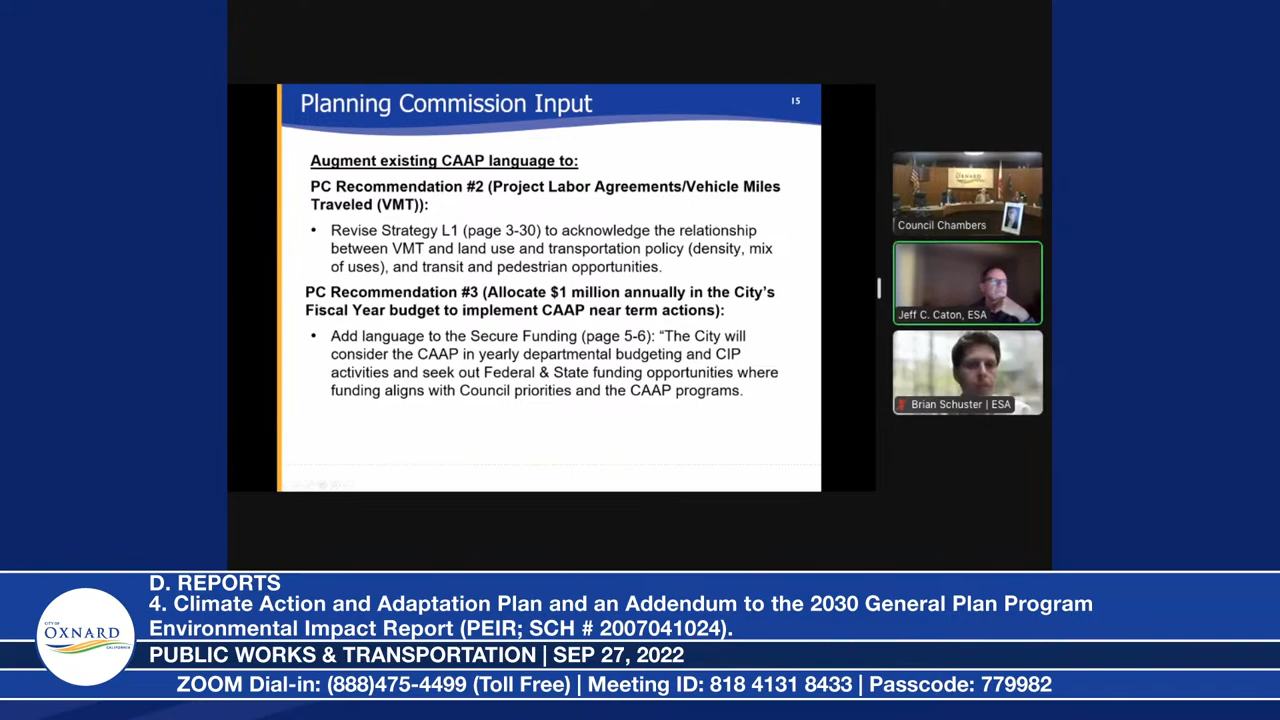 Planning Commission Input
15
Augment existing CAAP language to:
PC Recommendation #2 (Project Labor Agreements/Vehicle Miles
Traveled (VMT)):
• Revise Strategy L1 (page 3-30) to acknowledge the relationship
between VMT and land use and transportation policy (density, mix
of uses), and transit and pedestrian opportunities.
PC Recommendation #3 (Allocate $1 million annually in the City's
Fiscal Year budget to implement CAAP near term actions):
• Add language to the Secure Funding (page 5-6): “The City will
consider the CAAP in yearly departmental budgeting and CIP
activities and seek out Federal & State funding opportunities where
funding aligns with Council priorities and the CAAP programs.
OXNARD
Council Chambers
Jeff C. Caton, ESA
Brian Schuster | ESA
D. REPORTS
4. Climate Action and Adaptation Plan and an Addendum to the 2030 General Plan Program
Environmental Impact Report (PEIR; SCH # 2007041024).
PUBLIC WORKS & TRANSPORTATION | SEP 27, 2022
ZOOM Dial-in: (888)475-4499 (Toll Free) | Meeting ID: 818 4131 8433 | Passcode: 779982
CITY OF
OXNARD
CALIFORNIA